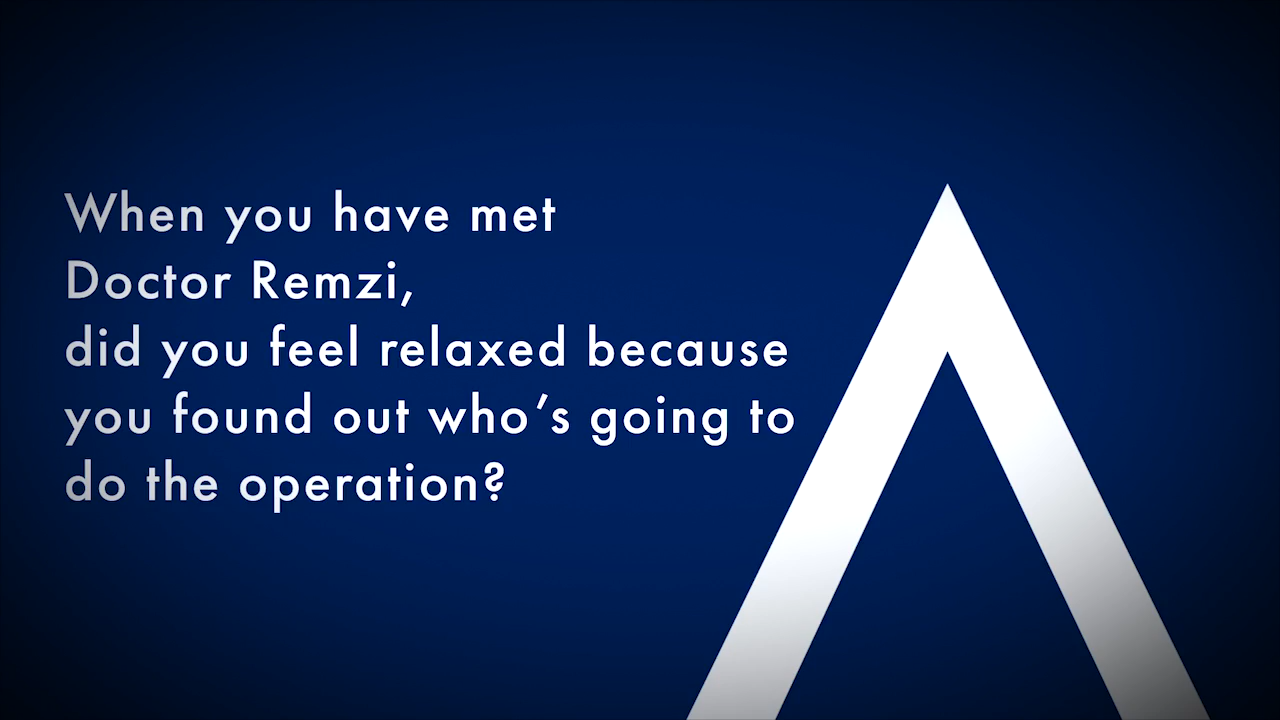 When you have met
Doctor Remzi,
did you feel relaxed because
you found out who’s going to
do the operation?